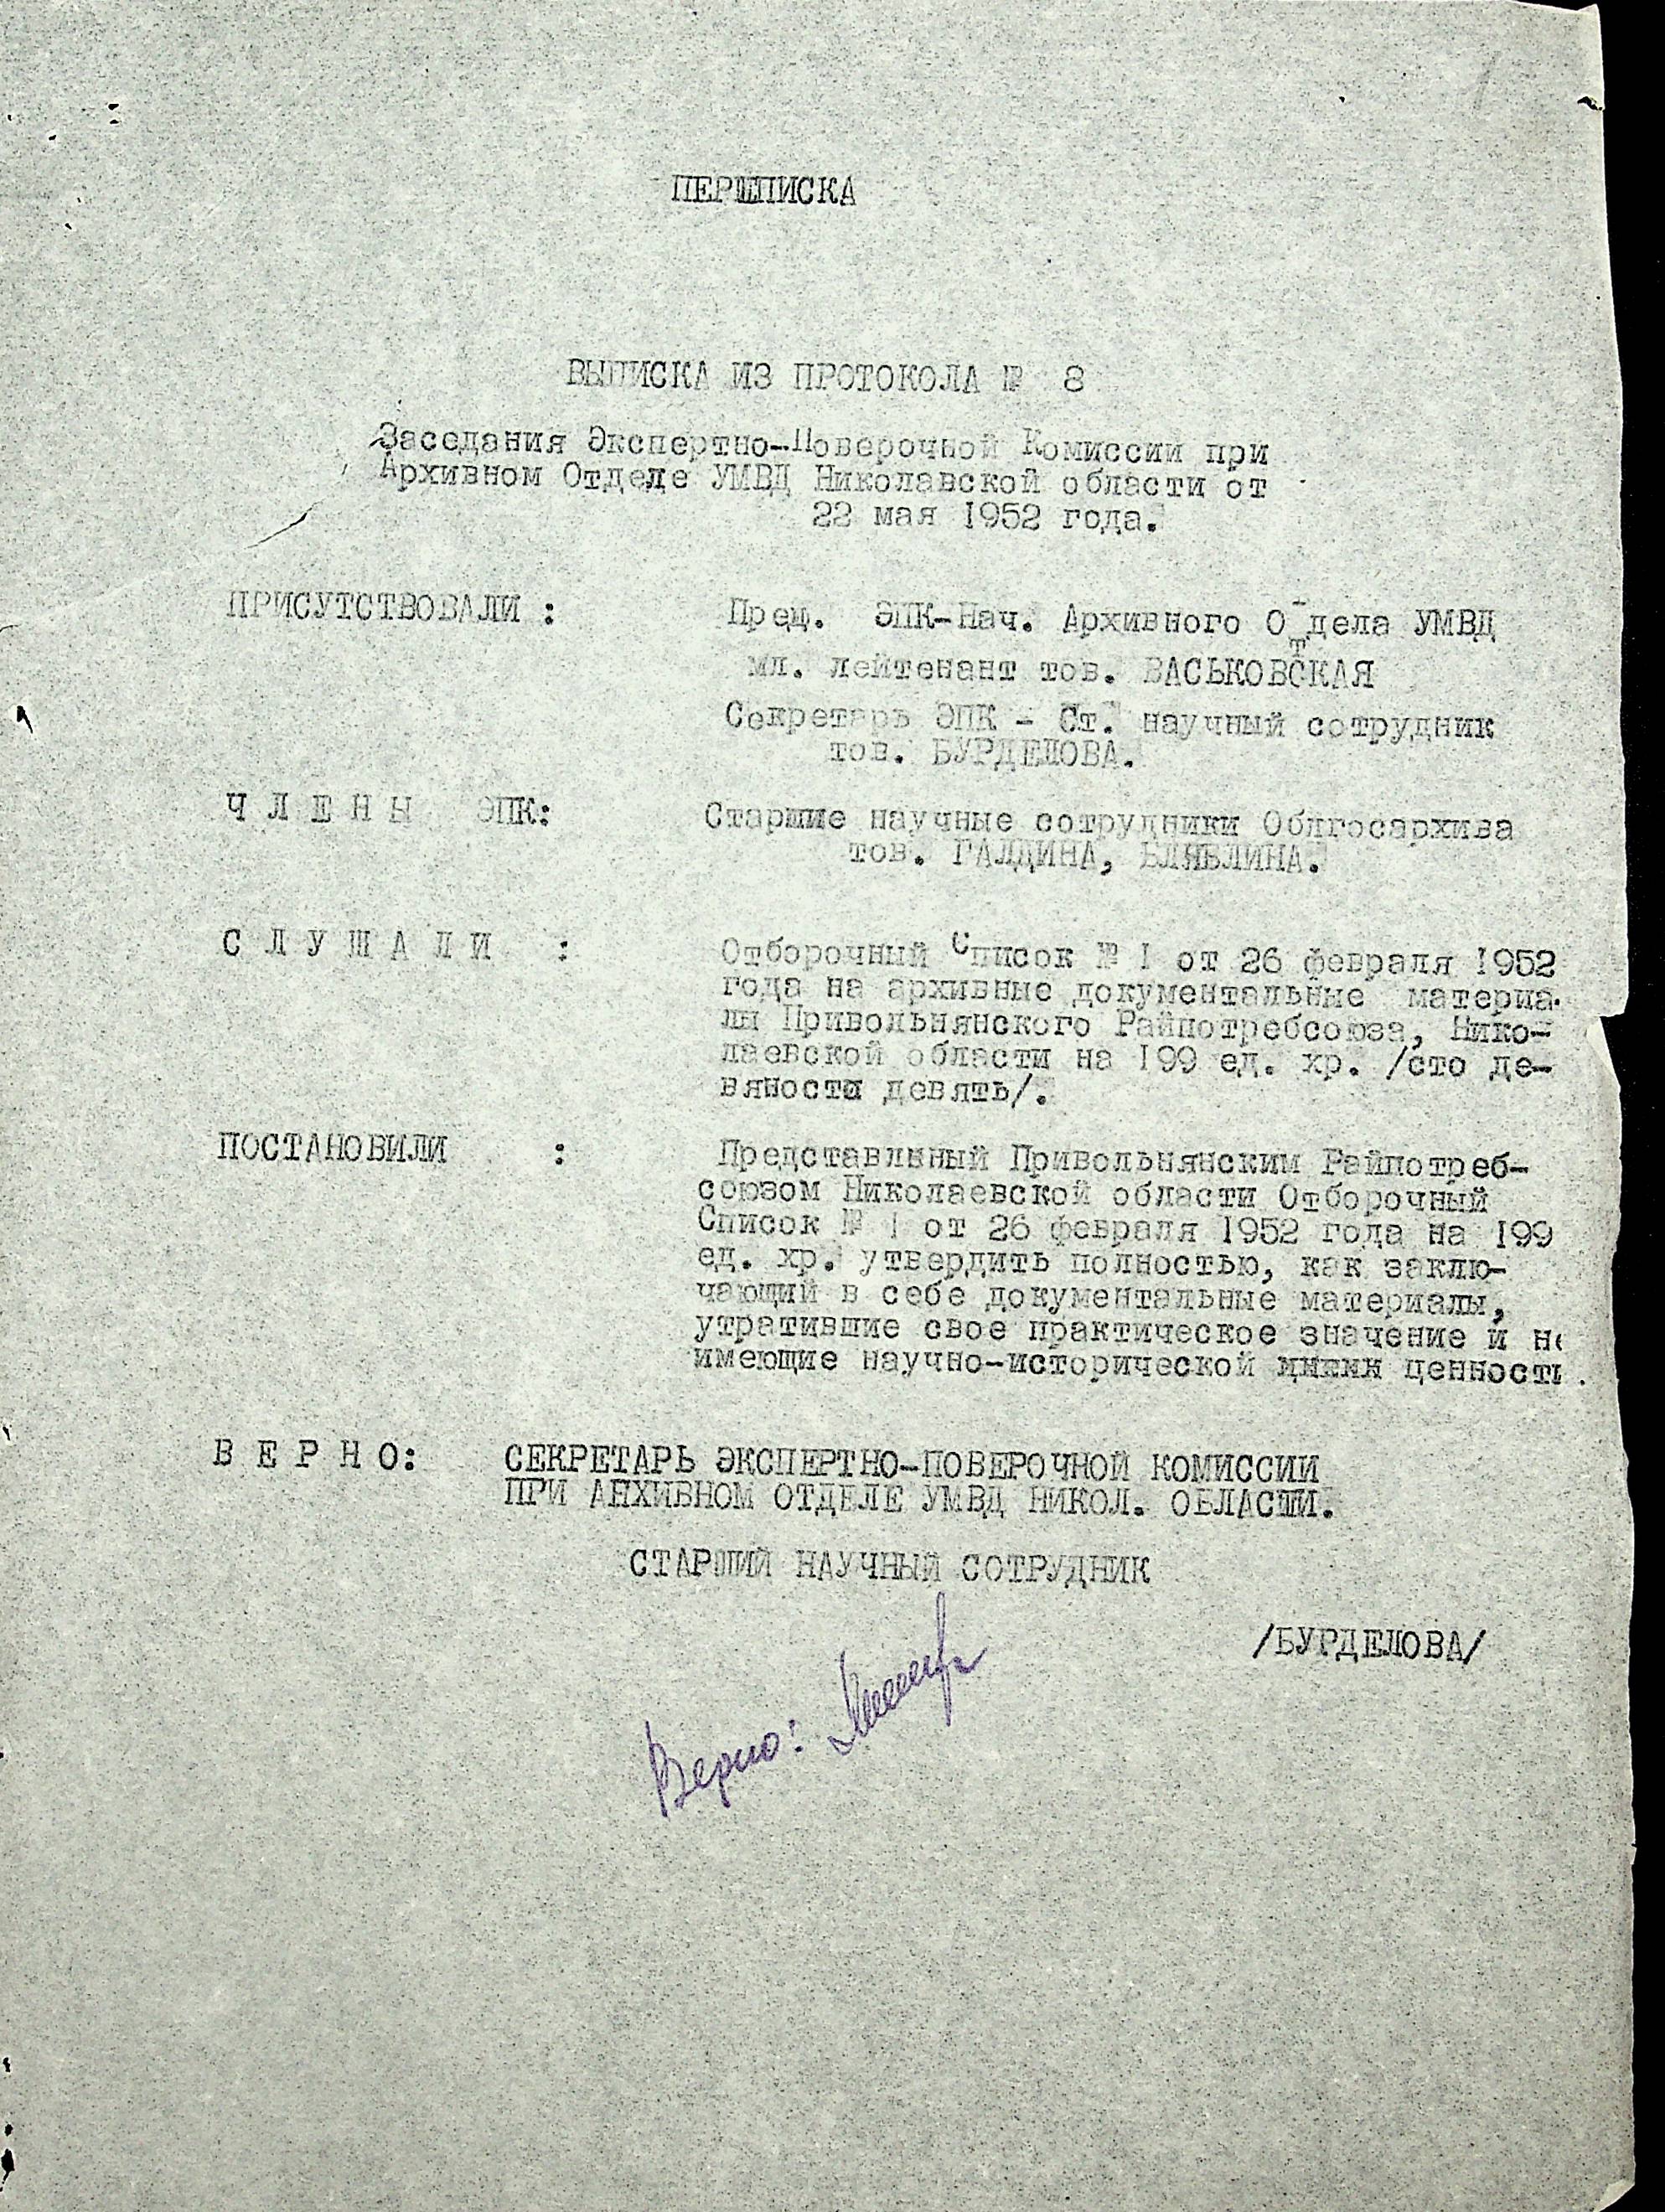 ПЕРЕПИСКА
ВЫПИСКА ИЗ ПРОТОКОЛА № 8
Заседания Экспертно-Поверочной Комиссии при
Архивном Отделе УМВД Николавской области от
22 мая 1952 года.
ПРИСУТСТВОВАЛИ : Пред. ЭПК-Нач. Архивного Отдела УМВД
мл. лейтенант тов. ВАСЬКОВСКАЯ
Секретарь ЭПК - Ст. научный сотрудник
тов. БУРДЕЛОВА.
Ч Л Е Н Ы ЭПК: Старшие научные сотрудники Облгосархива
тов. ГАЛДИНА,
С Л У Ш А Л И : Отборочный Список № 1 от 26 февраля 1952
года на архивные документальные материа-
лы Привольнянского Райпотребсоюза, Нико-
лаевской области на 199 ед. хр. /сто де-
вяносто девять/.
ПОСТАНОВИЛИ : Представленый Привольнянским Райпотреб-
союзом Николаевской области Отборочный
Список № 1 от 26 февраля 1952 года на 199
ед. хр. утвердить полностью, как заклю-
чающий в себе документальные материалы,
утратившие свое практическое значение и не
имеющие научно-исторической ценности.
В Е Р Н О: СЕКРЕТАРЬ ЭКСПЕРТНО-ПОВЕРОЧНОЙ КОМИССИИ
ПРИ АРХИВНОМ ОТДЕЛЕ УМВД НИКОЛ. ОБЛАСТИ.
СТАРШИЙ НАУЧНЫЙ СОТРУДНИК
/БУРДЕЛОВА/
Верно: